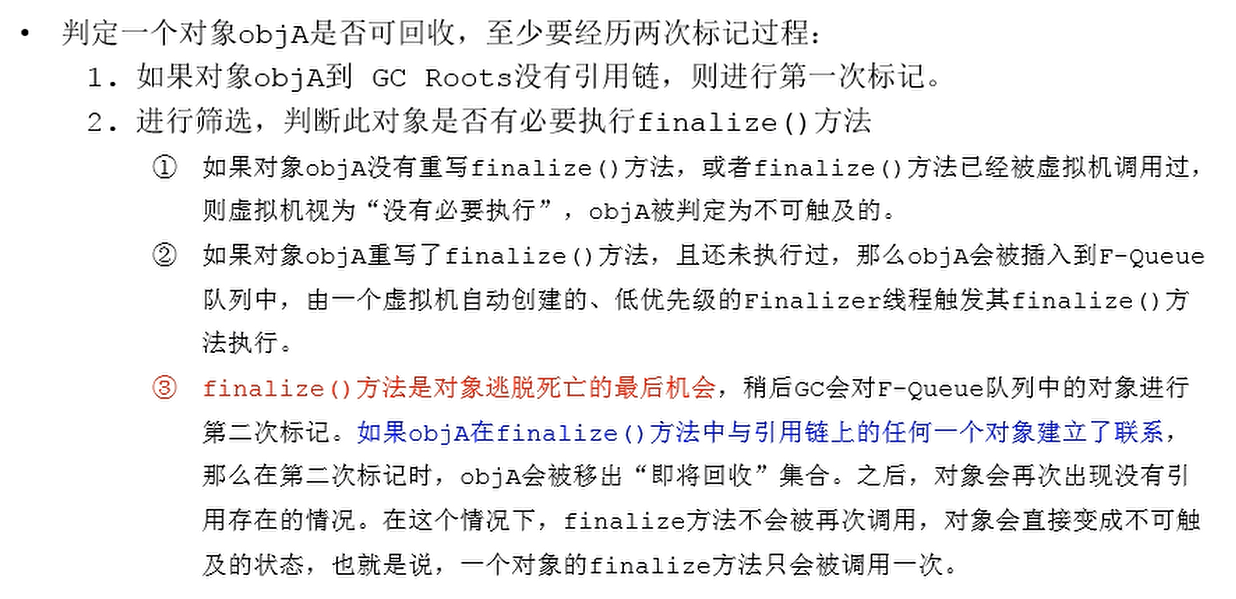 • 判定一个对象objA是否可回收，至少要经历两次标记过程：
1. 如果对象objA到 GC Roots没有引用链，则进行第一次标记。
2. 进行筛选，判断此对象是否有必要执行finalize()方法
① 如果对象objA没有重写finalize()方法，或者finalize()方法已经被虚拟机调用过，
则虚拟机视为“没有必要执行”，objA被判定为不可触及的。
② 如果对象objA重写了finalize()方法，且还未执行过，那么objA会被插入到F-Queue
队列中，由一个虚拟机自动创建的、低优先级的Finalizer线程触发其finalize()方
法执行。
③ finalize()方法是对象逃脱死亡的最后机会，稍后GC会对F-Queue队列中的对象进行
第二次标记。如果objA在finalize()方法中与引用链上的任何一个对象建立了联系，
那么在第二次标记时，objA会被移出“即将回收”集合。之后，对象会再次出现没有引
用存在的情况。在这个情况下，finalize方法不会被再次调用，对象会直接变成不可触
及的状态，也就是说，一个对象的finalize方法只会被调用一次。